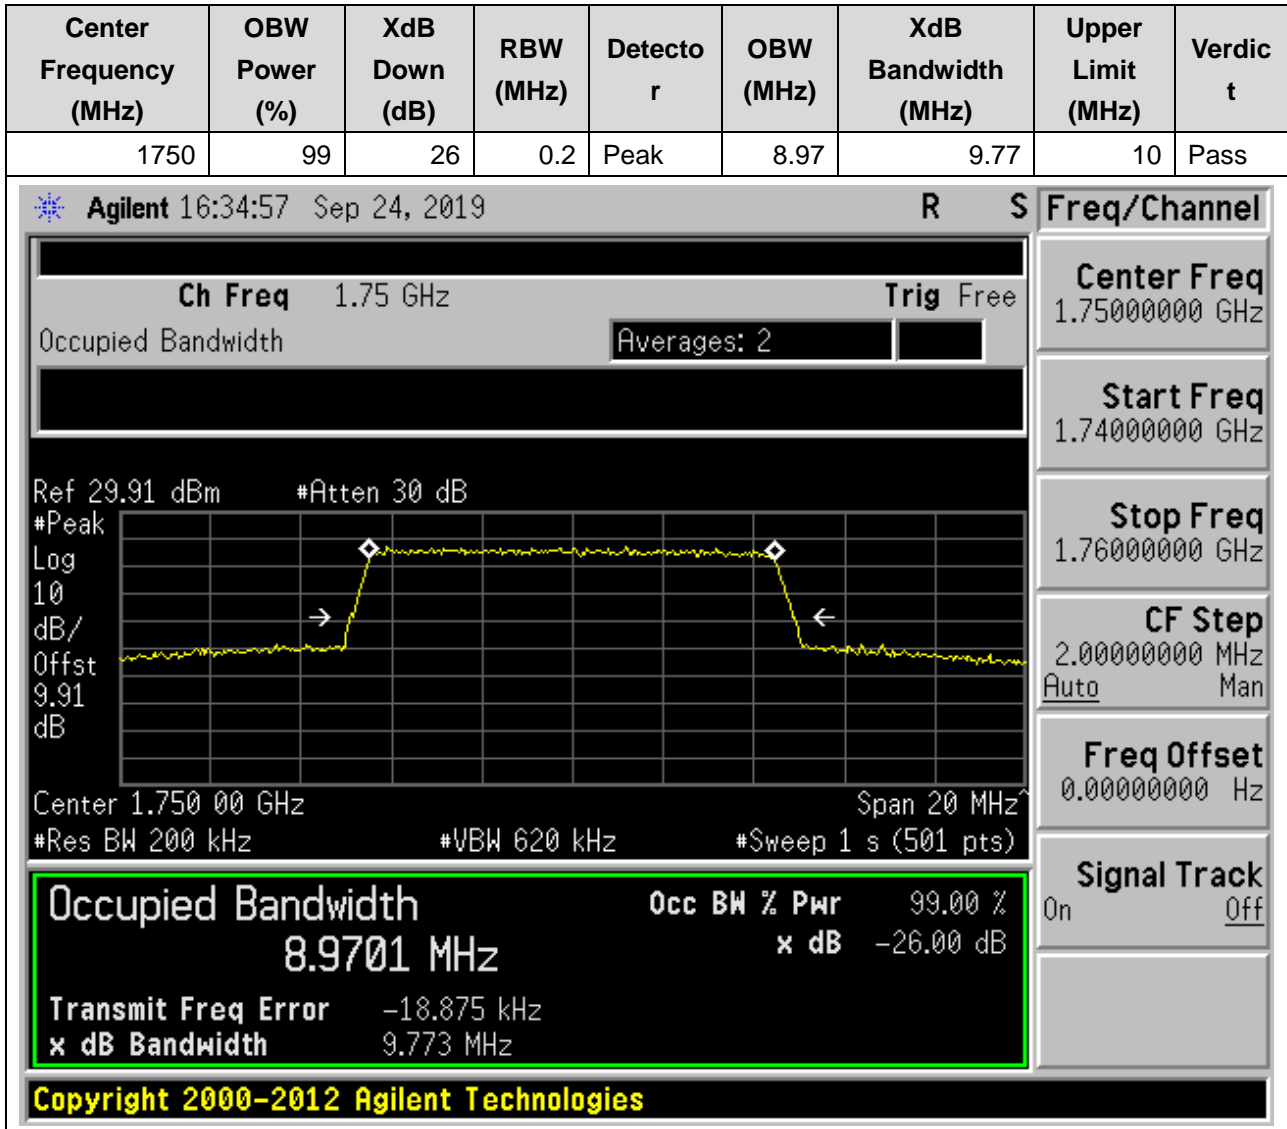 Center Frequency (MHz) OBW Power (%) XdB Down (dB) RBW (MHz) Detecto r OBW (MHz) XdB Bandwidth (MHz) Upper Limit (MHz) Verdic t
1750 99 26 0.2 Peak 8.97 9.77 10 Pass
Agilent 16:34:57 Sep 24, 2019 R S
Ch Freq 1.75 GHz Trig Free
Occupied Bandwidth Averages: 2
Ref 29.91 dBm #Atten 30 dB
#Peak
Log
10
dB/
Offst
9.91
dB
Center 1.750 00 GHz Span 20 MHz^
#Res BW 200 kHz #VBW 620 kHz #Sweep 1 s (501 pts)
Occupied Bandwidth Occ BW % Pwr 99.00 %
8.9701 MHz x dB -26.00 dB
Transmit Freq Error -18.875 kHz
x dB Bandwidth 9.773 MHz
Copyright 2000-2012 Agilent Technologies
Freq/Channel
Center Freq
1.75000000 GHz
Start Freq
1.74000000 GHz
Stop Freq
1.76000000 GHz
CF Step
2.00000000 MHz
Auto Man
Freq Offset
0.00000000 Hz
Signal Track
On Off